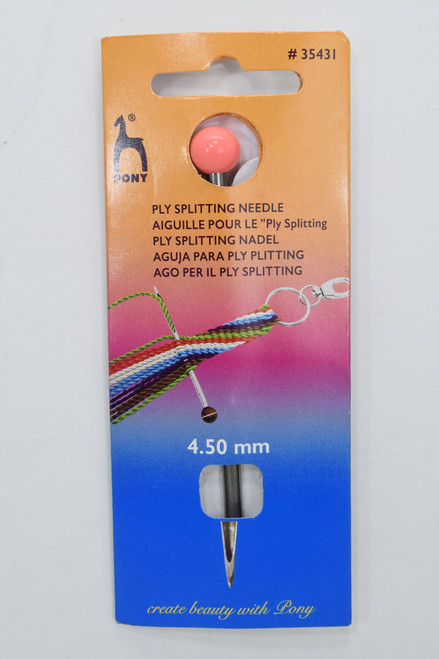 # 35431
®
PONY
PLY SPLITTING NEEDLE
AIGUILLE POUR LE "Ply Splitting
PLY SPLITTING NADEL
AGUJA PARA PLY PLITTING
AGO PER IL PLY SPLITTING
4.50 mm
create beauty with Pony